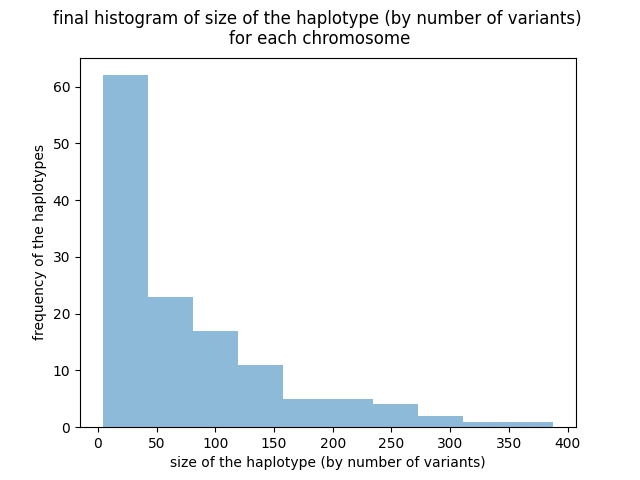 final histogram of size of the haplotype (by number of variants)
for each chromosome
frequency of the haplotypes
60
50
40
30
20
10
0
0 50 100 150 200 250 300 350 400
size of the haplotype (by number of variants)